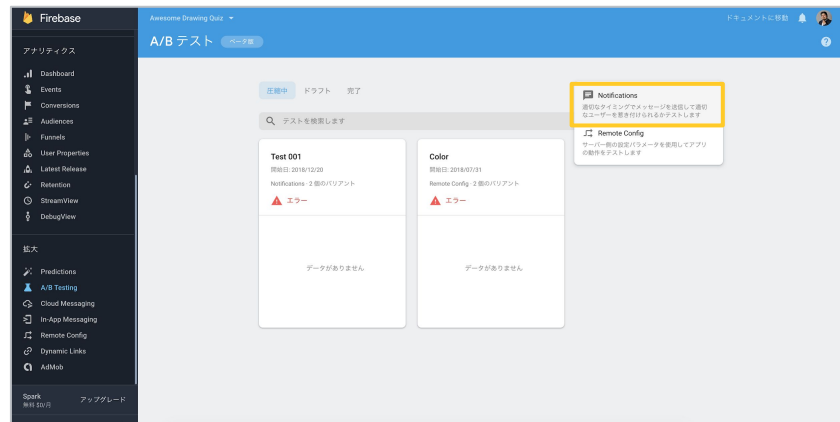 Firebase
アナリティクス
Dashboard
Events
Conversions
Audiences
Funnels
User Properties
Latest Release
Retention
StreamView
DebugView
拡大
Predictions
A/B Testing
Cloud Messaging
In-App Messaging
Remote Config
Dynamic Links
AdMob
Spark
無料 $0/月
アップグレード
Awesome Drawing Quiz
ドキュメントに移動
A/B テスト
ベータ版
圧縮中 ドラフト 完了
テストを検索します
Test 001
開始日: 2018/12/20
Notifications · 2 個のバリアント
エラー
データがありません
Color
開始日: 2018/07/31
Remote Config · 2 個のバリアント
エラー
データがありません
Notifications
適切なタイミングでメッセージを送信して適切
なユーザーを惹き付けられるかテストします
Remote Config
サーバー側の設定パラメータを使用してアプリ
の動作をテストします